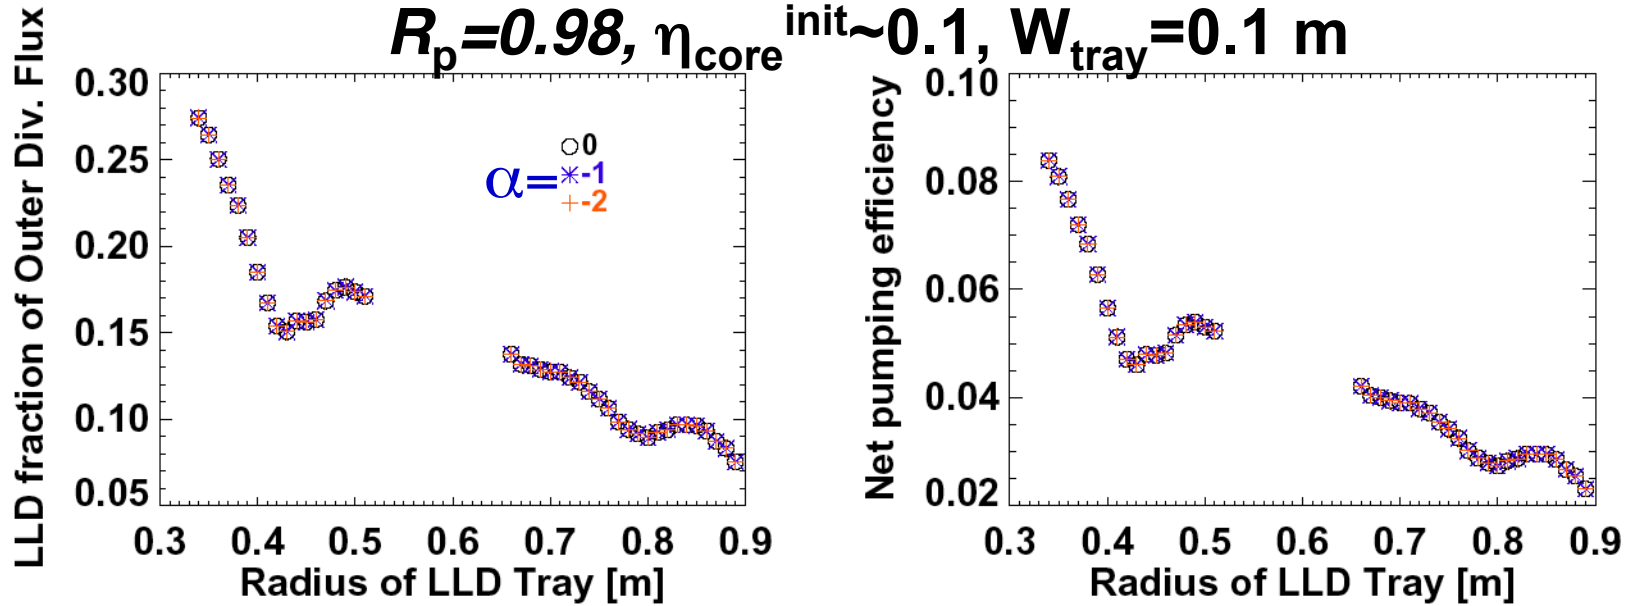 Rp=0.98, ηcore^init~0.1, Wtray=0.1 m
LLD fraction of Outer Div. Flux
0.30
0.25
0.20
0.15
0.10
0.05
α=
0
-1
-2
0.3 0.4 0.5 0.6 0.7 0.8 0.9
Radius of LLD Tray [m]
Net pumping efficiency
0.10
0.08
0.06
0.04
0.02
0.3 0.4 0.5 0.6 0.7 0.8 0.9
Radius of LLD Tray [m]